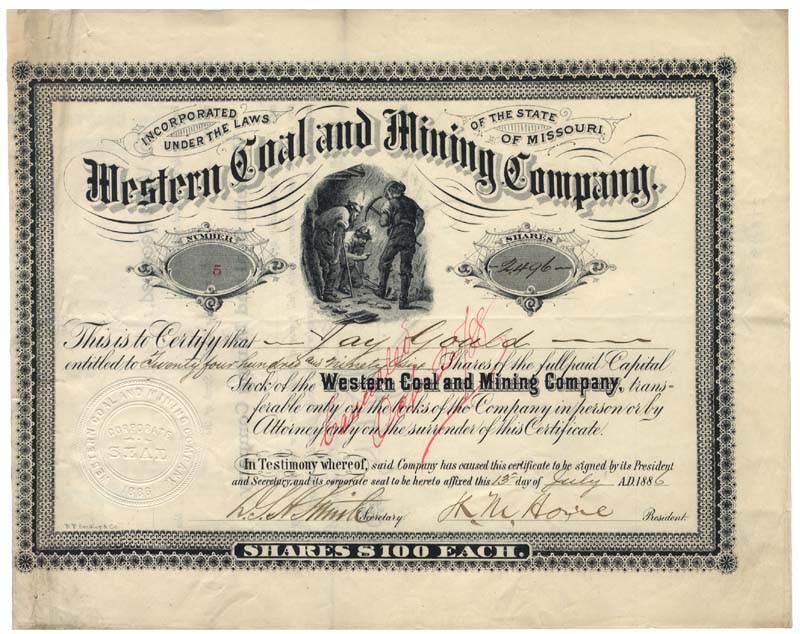 INCORPORATED UNDER THE LAWS
OF THE STATE OF MISSOURI.
Western Coal and Mining Company.
NUMBER
5
SHARES
2496
This is to Certify that Jay Gould
entitled to Twenty four hundred and ninety six Shares of the full paid Capital
Stock of the Western Coal and Mining Company, trans-
ferable only on the books of the Company in person or by
Attorney only on the surrender of this Certificate.
Cancelled
In Testimony whereof, said Company has caused this certificate to be signed by its President
and Secretary, and its corporate seal to be hereto affixed this 15th day of July A.D. 1886
Secretary.
H. M. Hoxie President.
WESTERN COAL AND MINING COMPANY
CORPORATE
SEAL
1886
SHARES $100 EACH.